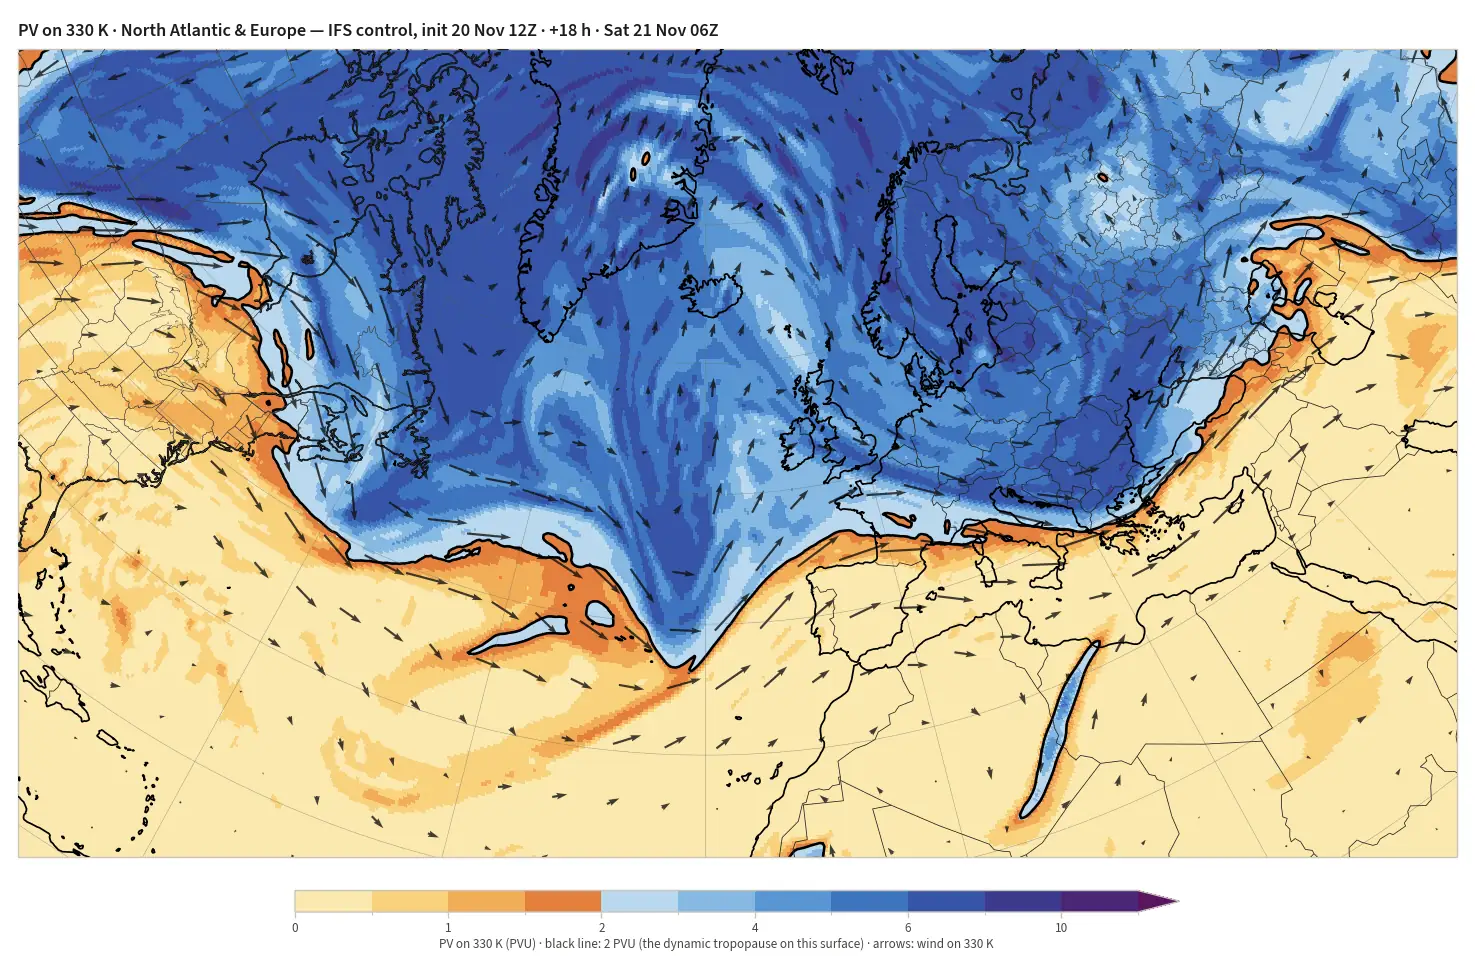 PV on 330 K · North Atlantic & Europe — IFS control, init 20 Nov 12Z · +18 h · Sat 21 Nov 06Z
0 1 2 4 6 10
PV on 330 K (PVU) · black line: 2 PVU (the dynamic tropopause on this surface) · arrows: wind on 330 K